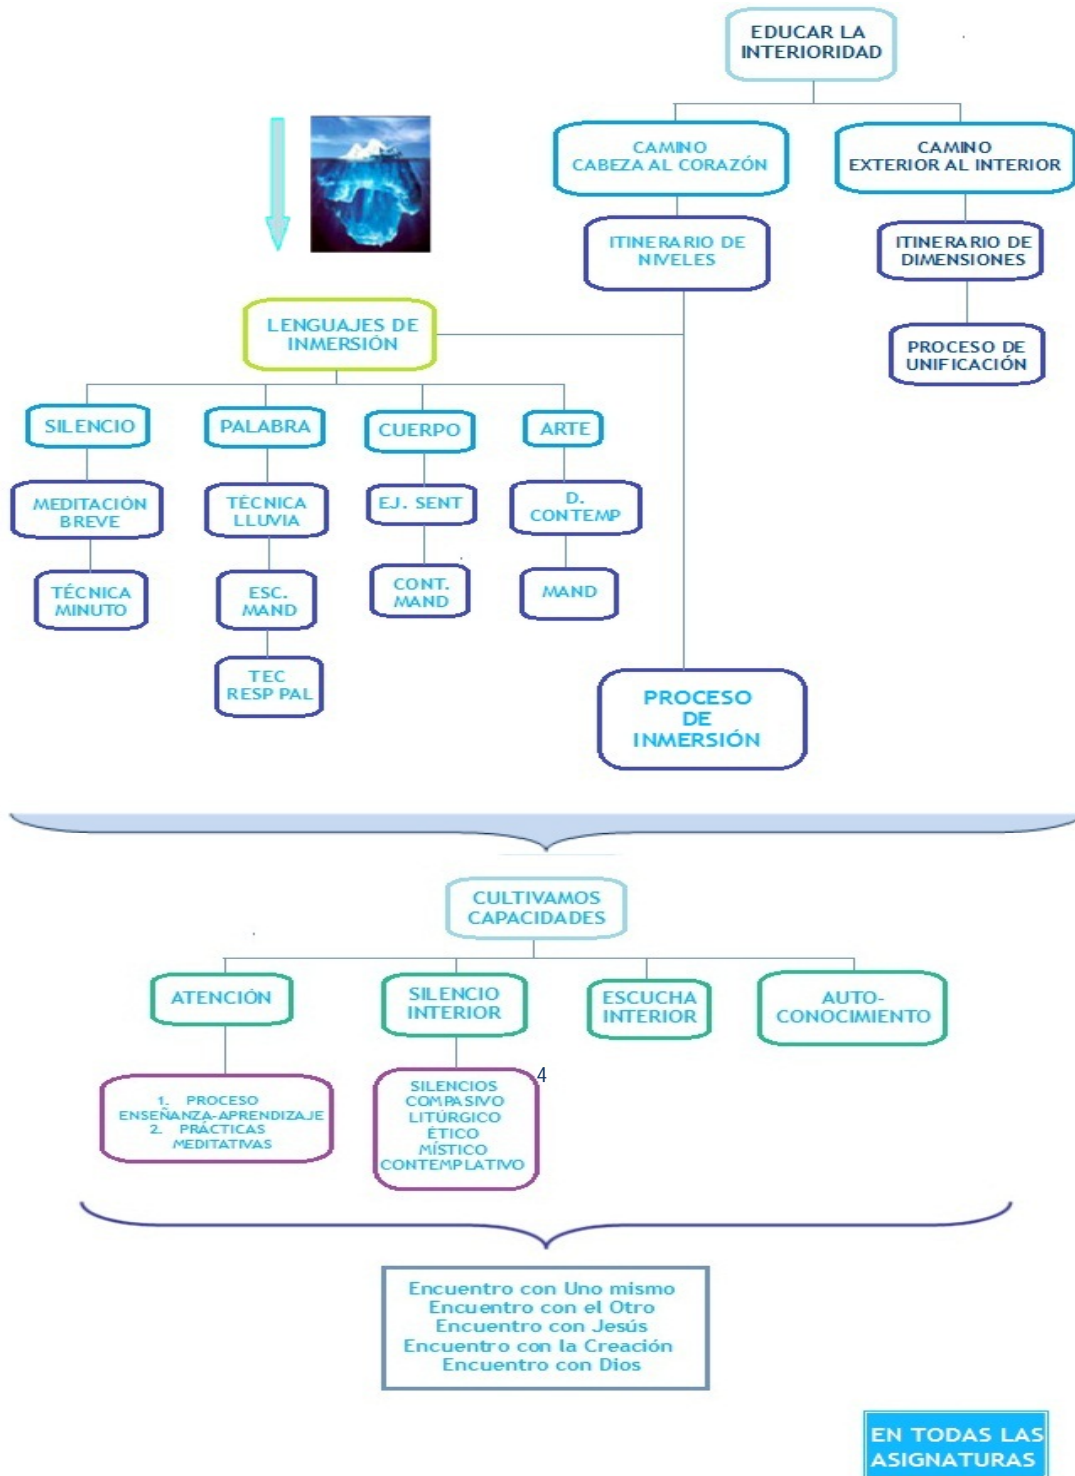 EDUCAR LA
INTERIORIDAD
CAMINO
CABEZA AL CORAZÓN
CAMINO
EXTERIOR AL INTERIOR
ITINERARIO DE
NIVELES
ITINERARIO DE
DIMENSIONES
LENGUAJES DE
INMERSIÓN
PROCESO DE
UNIFICACIÓN
SILENCIO
PALABRA
CUERPO
ARTE
MEDITACIÓN
BREVE
TÉCNICA
LLUVIA
EJ. SENT
D.
CONTEMP
TÉCNICA
MINUTO
ESC.
MAND
CONT.
MAND
MAND
TEC
RESP PAL
PROCESO
DE
INMERSIÓN
CULTIVAMOS
CAPACIDADES
ATENCIÓN
SILENCIO
INTERIOR
ESCUCHA
INTERIOR
AUTO-
CONOCIMIENTO
1. PROCESO
ENSEÑANZA-APRENDIZAJE
2. PRÁCTICAS
MEDITATIVAS
4
SILENCIOS
COMPASIVO
LITÚRGICO
ÉTICO
MÍSTICO
CONTEMPLATIVO
Encuentro con Uno mismo
Encuentro con el Otro
Encuentro con Jesús
Encuentro con la Creación
Encuentro con Dios
EN TODAS LAS
ASIGNATURAS